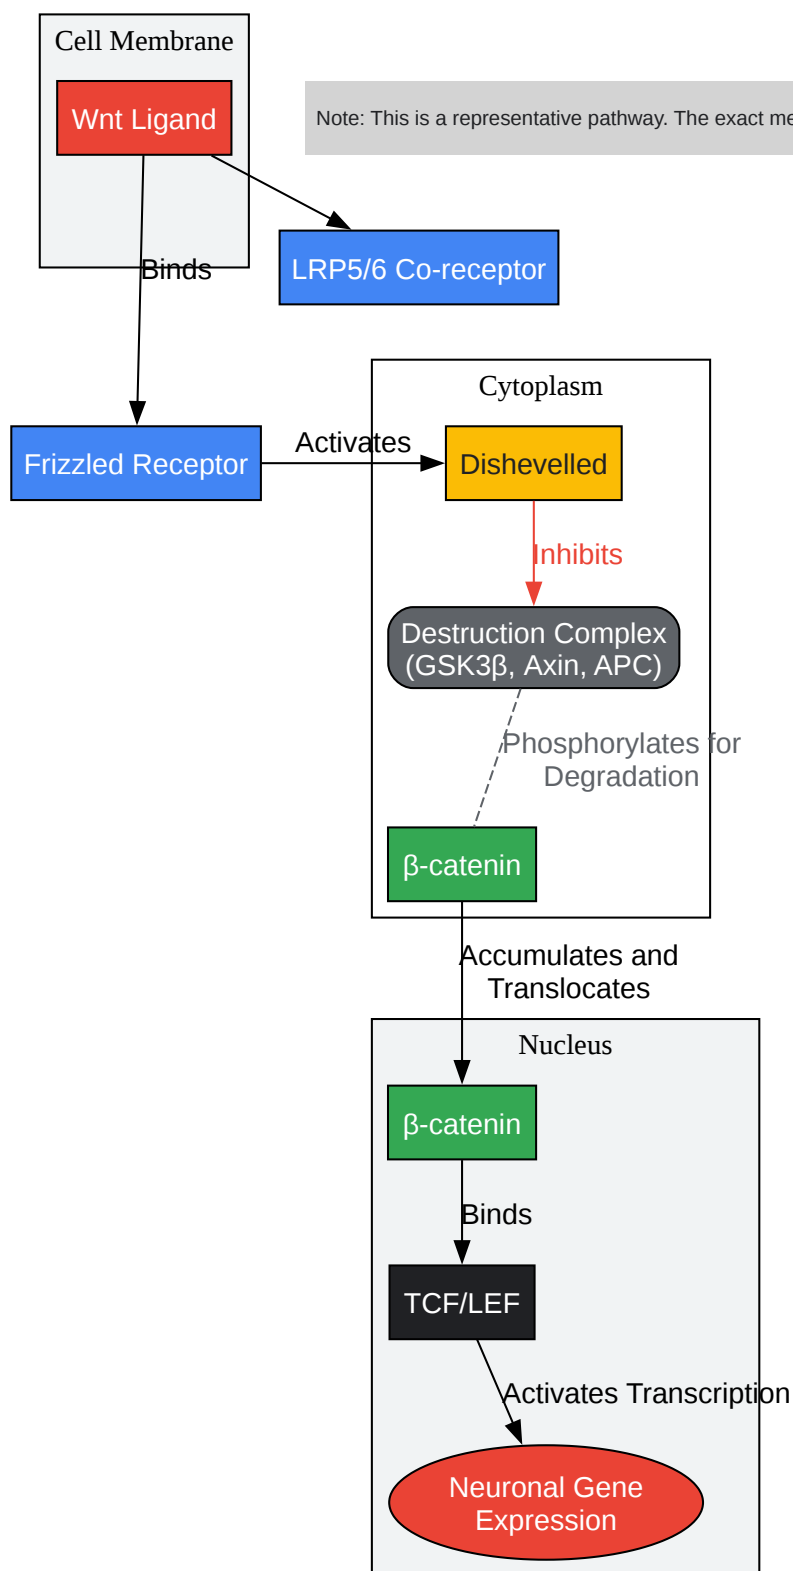 Cell Membrane
Wnt Ligand
Note: This is a representative pathway. The exact me
LRP5/6 Co-receptor
Binds
Cytoplasm
Frizzled Receptor
Activates
Dishevelled
Inhibits
Destruction Complex
(GSK3β, Axin, APC)
Phosphorylates for
Degradation
β-catenin
Accumulates and
Translocates
Nucleus
β-catenin
Binds
TCF/LEF
Activates Transcription
Neuronal Gene
Expression